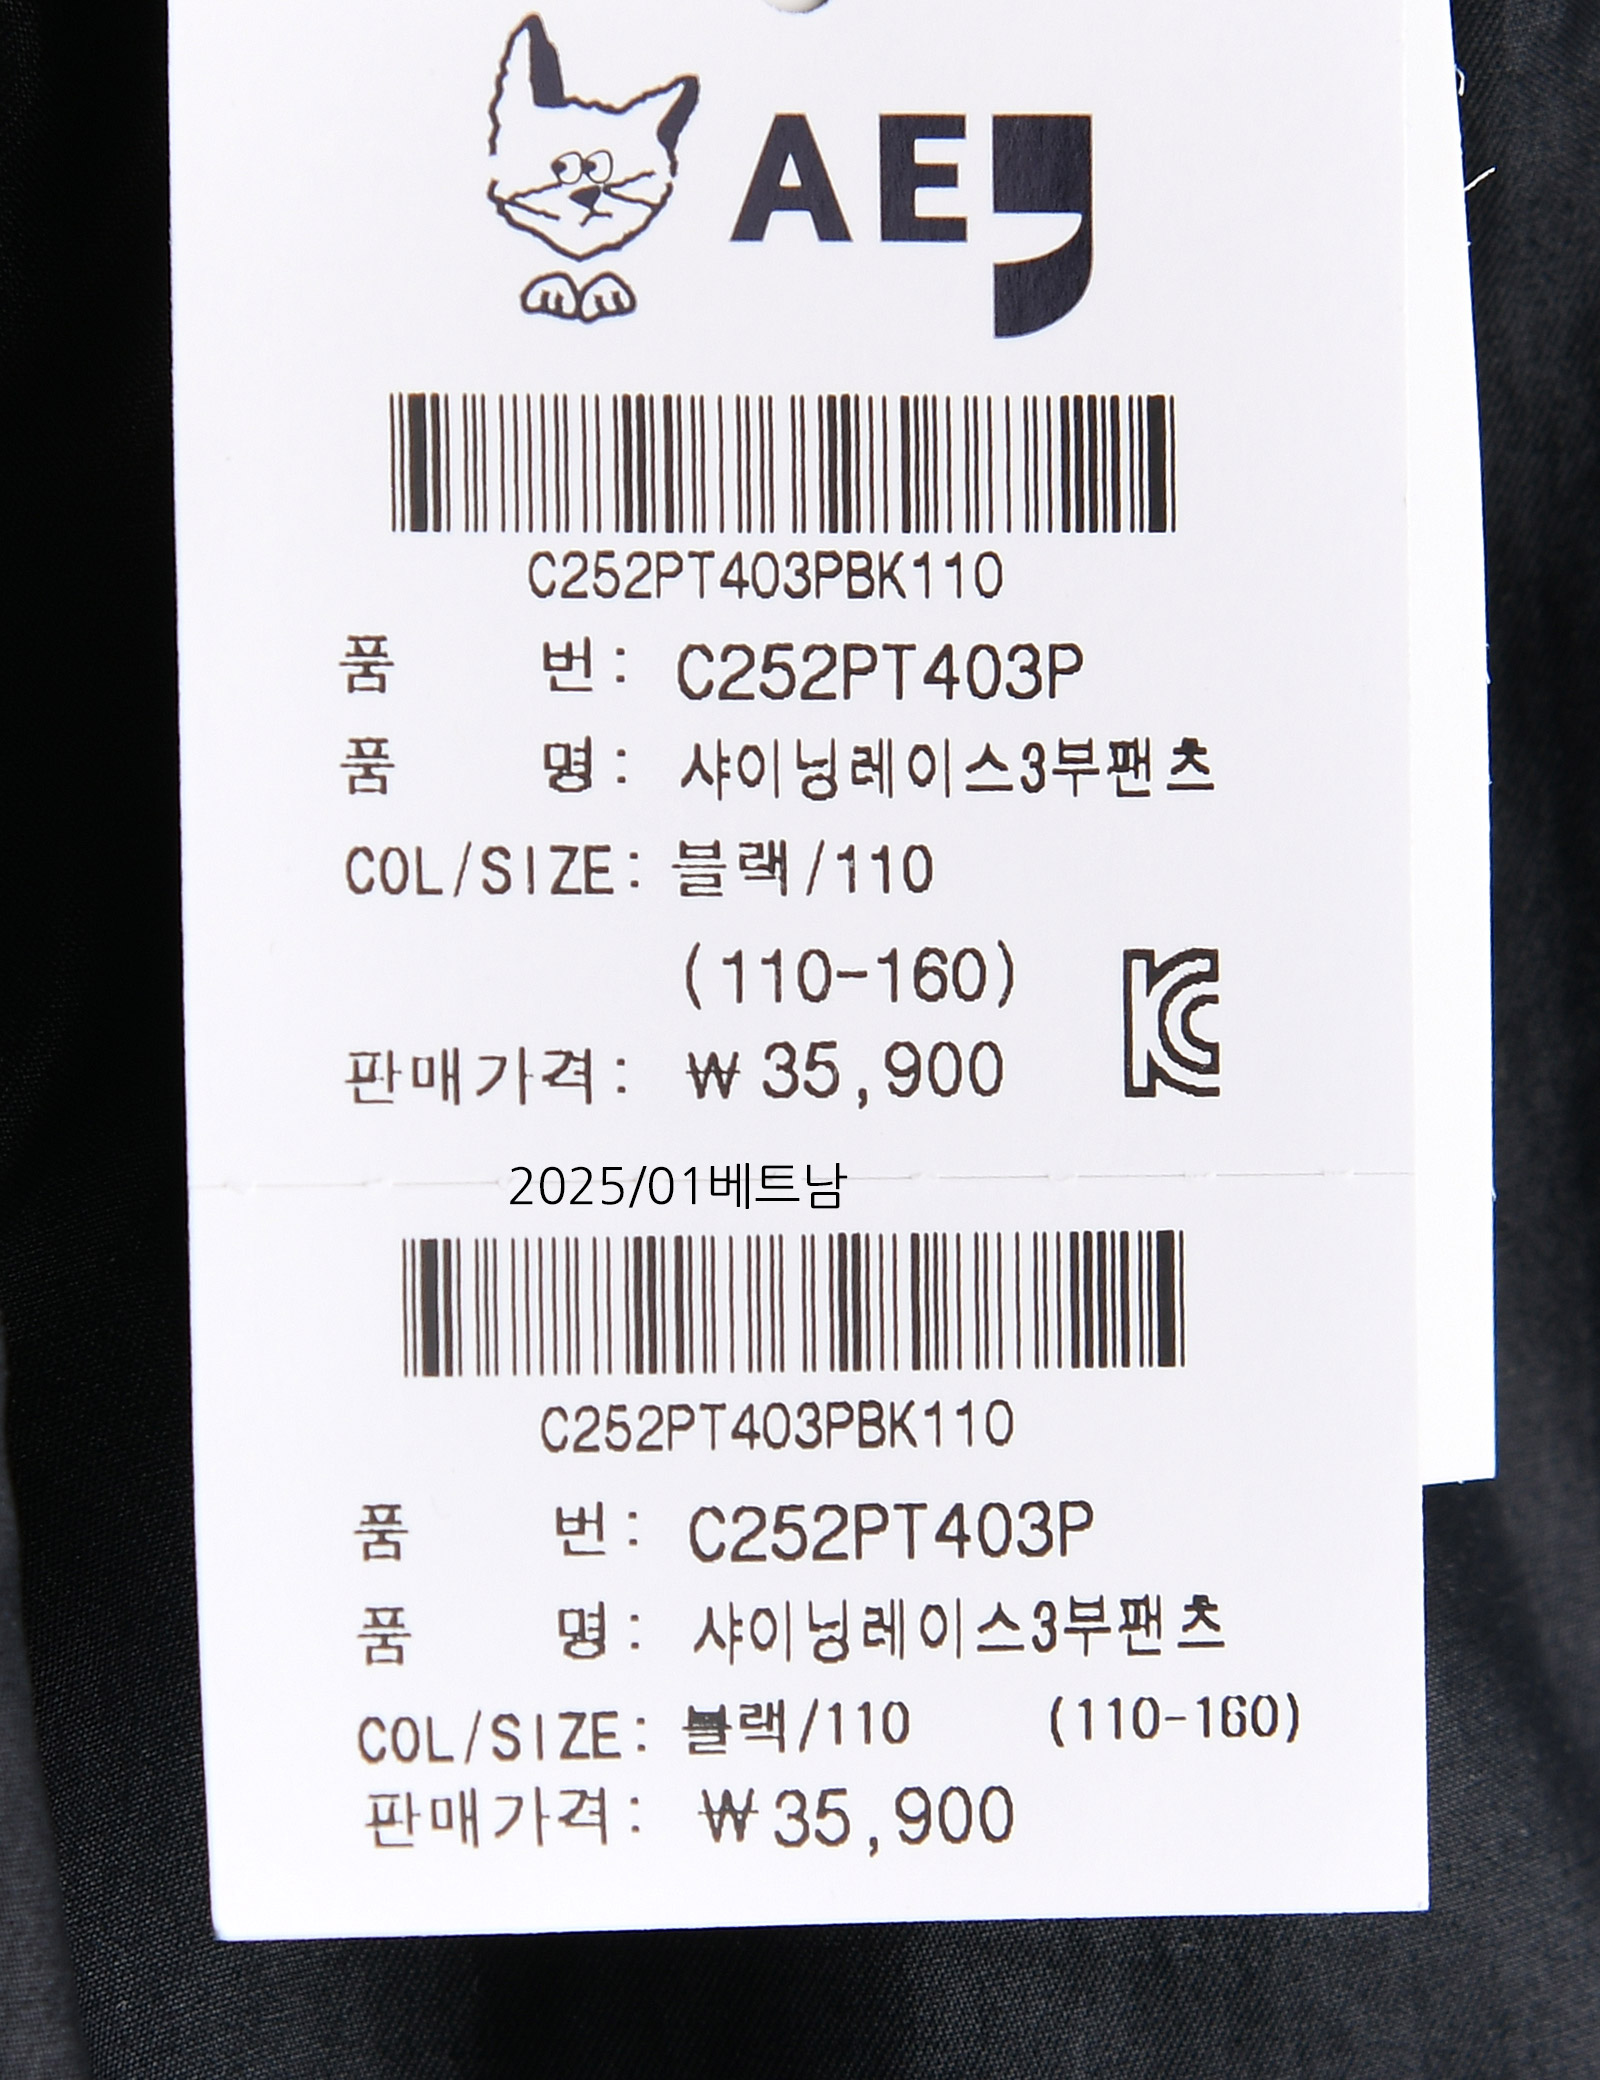 AE
C252PT403PBK110
품 번: C252PT403P
품 명: 샤이닝레이스3부팬츠
COL/SIZE: 블랙/110
(110-160)
판매가격: ₩35,900
2025/01베트남
C252PT403PBK110
품 번: C252PT403P
품 명: 샤이닝레이스3부팬츠
COL/SIZE: 블랙/110 (110-160)
판매가격: ₩35,900